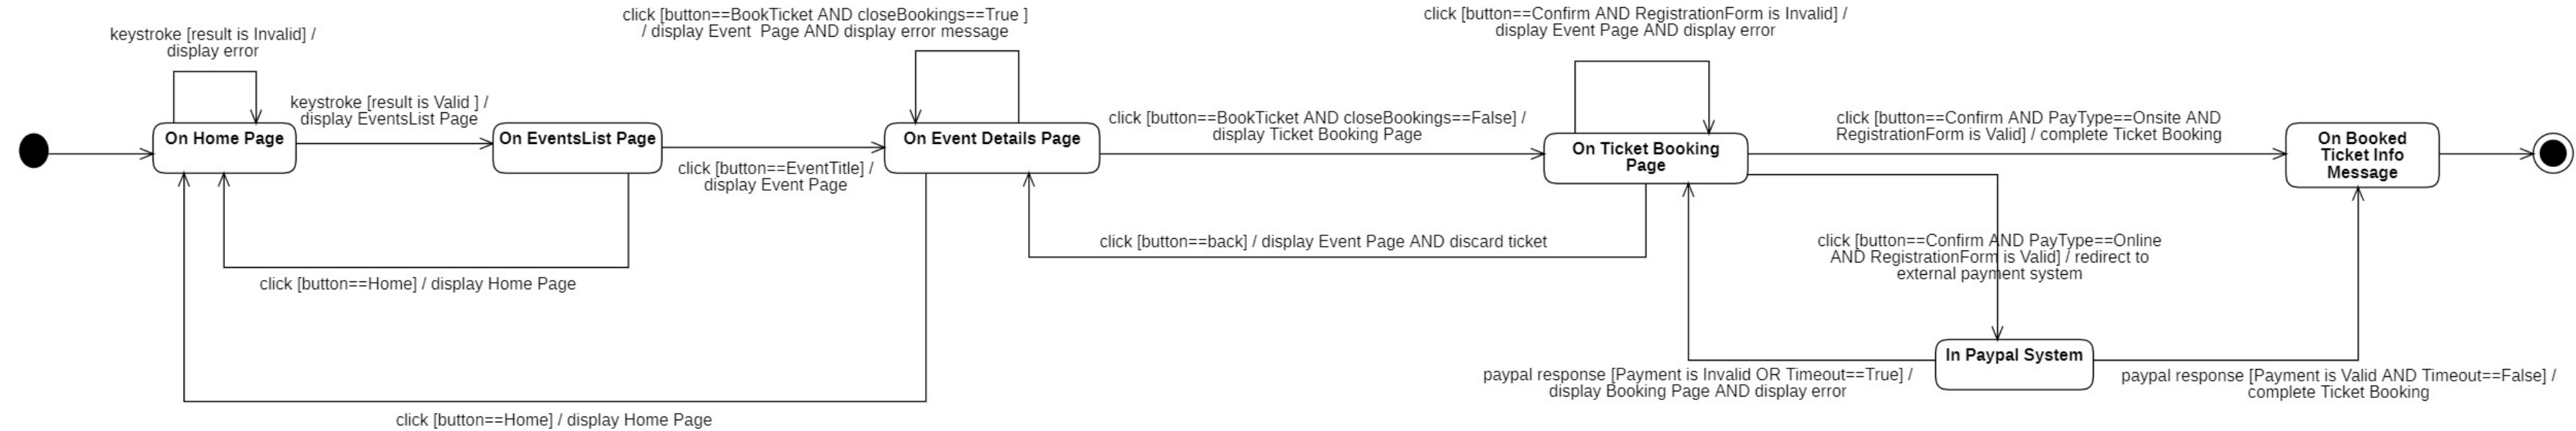 keystroke [result is Invalid] /
display error
click [button==BookTicket AND closeBookings==True ]
/ display Event  Page AND display error message
click [button==Confirm AND RegistrationForm is Invalid] /
display Event Page AND display error
keystroke [result is Valid ] /
display EventsList Page
click [button==BookTicket AND closeBookings==False] /
display Ticket Booking Page
click [button==Confirm AND PayType==Onsite AND
RegistrationForm is Valid] / complete Ticket Booking
On Home Page
On EventsList Page
On Event Details Page
On Ticket Booking
Page
On Booked
Ticket Info
Message
click [button==EventTitle] /
display Event Page
click [button==back] / display Event Page AND discard ticket
click [button==Confirm AND PayType==Online
AND RegistrationForm is Valid] / redirect to
external payment system
click [button==Home] / display Home Page
In Paypal System
paypal response [Payment is Invalid OR Timeout==True] /
display Booking Page AND display error
paypal response [Payment is Valid AND Timeout==False] /
complete Ticket Booking
click [button==Home] / display Home Page